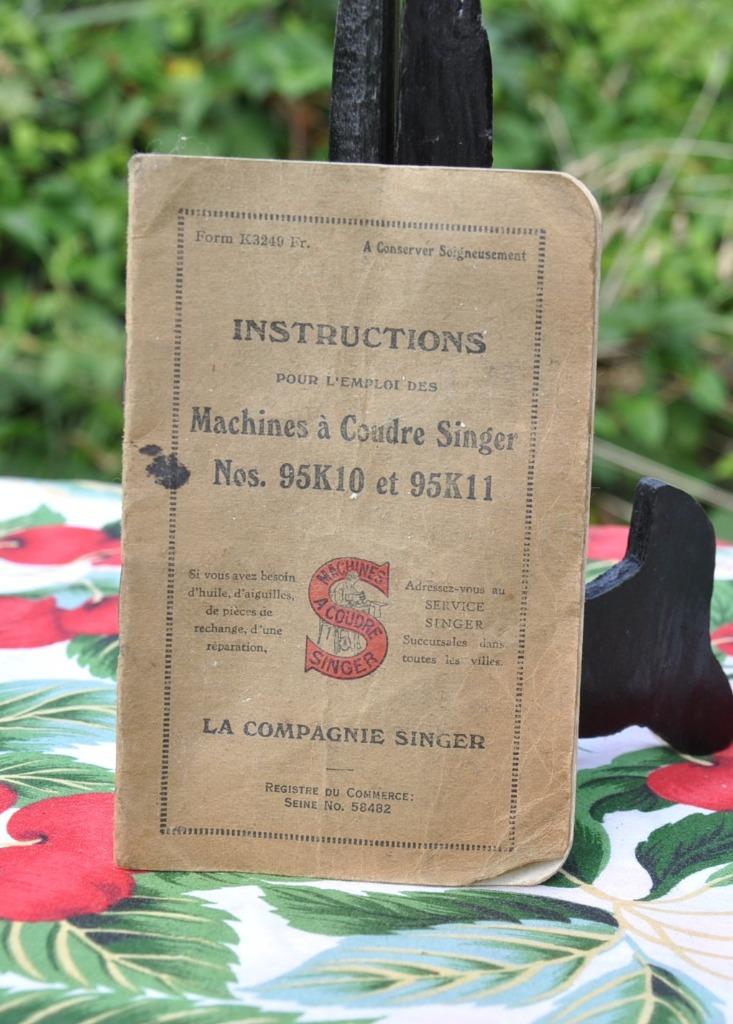 Form K3249 Fr.
A Conserver Soigneusement
INSTRUCTIONS
POUR L'EMPLOI DES
Machines à Coudre Singer
Nos. 95K10 et 95K11
Si vous avez besoin
d'huile, d'aiguilles,
de pièces de
rechange, d'une
réparation,
MACHINES
A COUDRE
SINGER
Adressez-vous au
SERVICE
SINGER
Succursales dans
toutes les villes.
LA COMPAGNIE SINGER
REGISTRE DU COMMERCE:
SEINE No. 58482